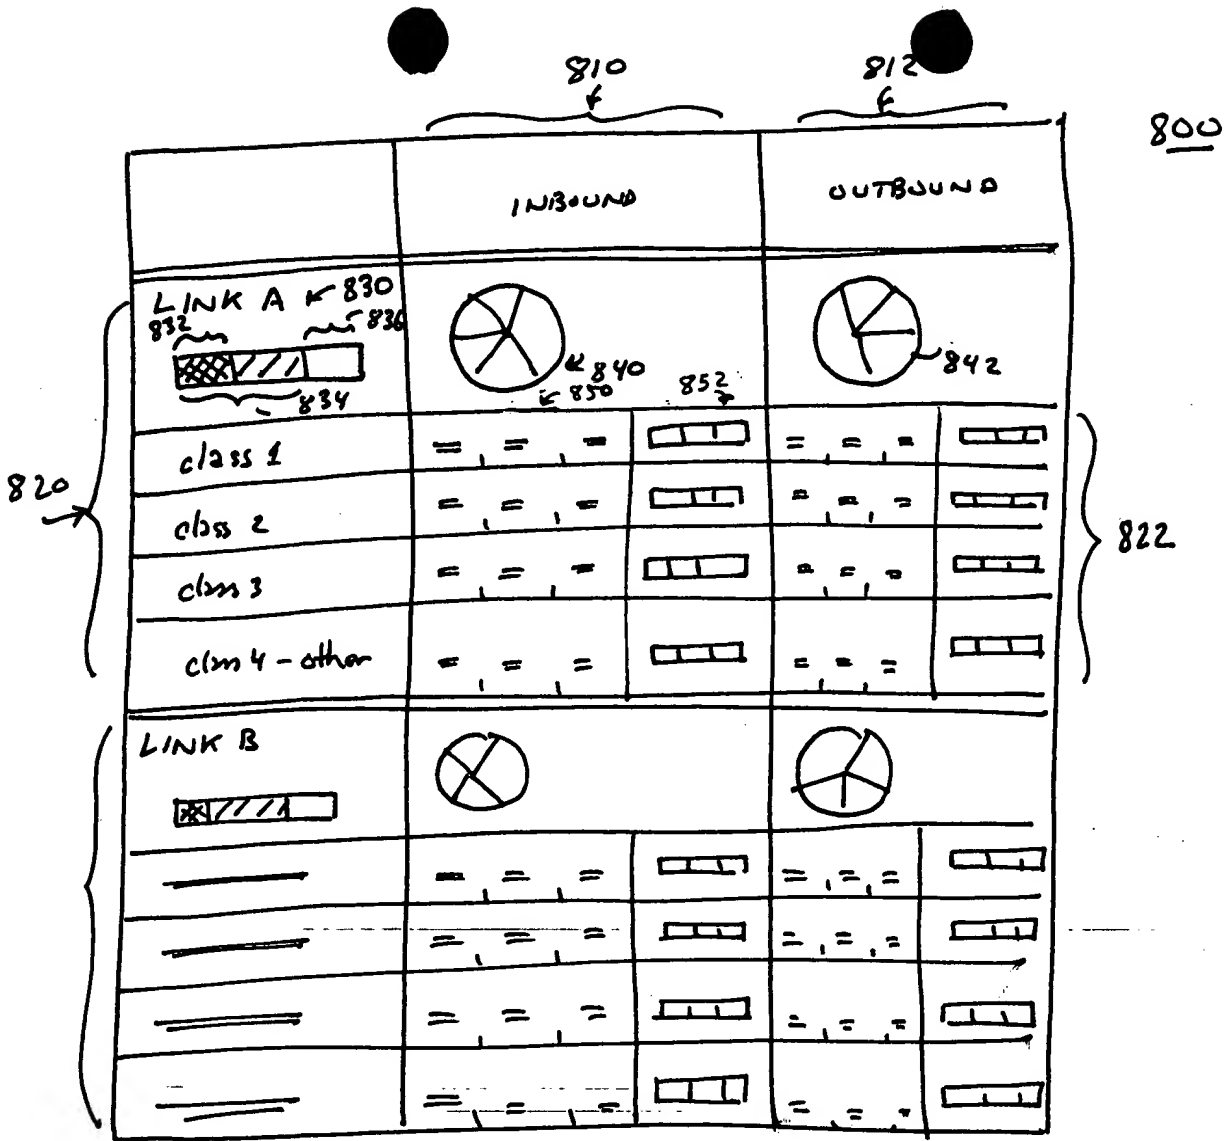 810 812
800
INBOUND OUTBOUND
LINK A 830
832 836
834
840 842
850 852
class 1
820
class 2
822
class 3
class 4 - other
LINK B